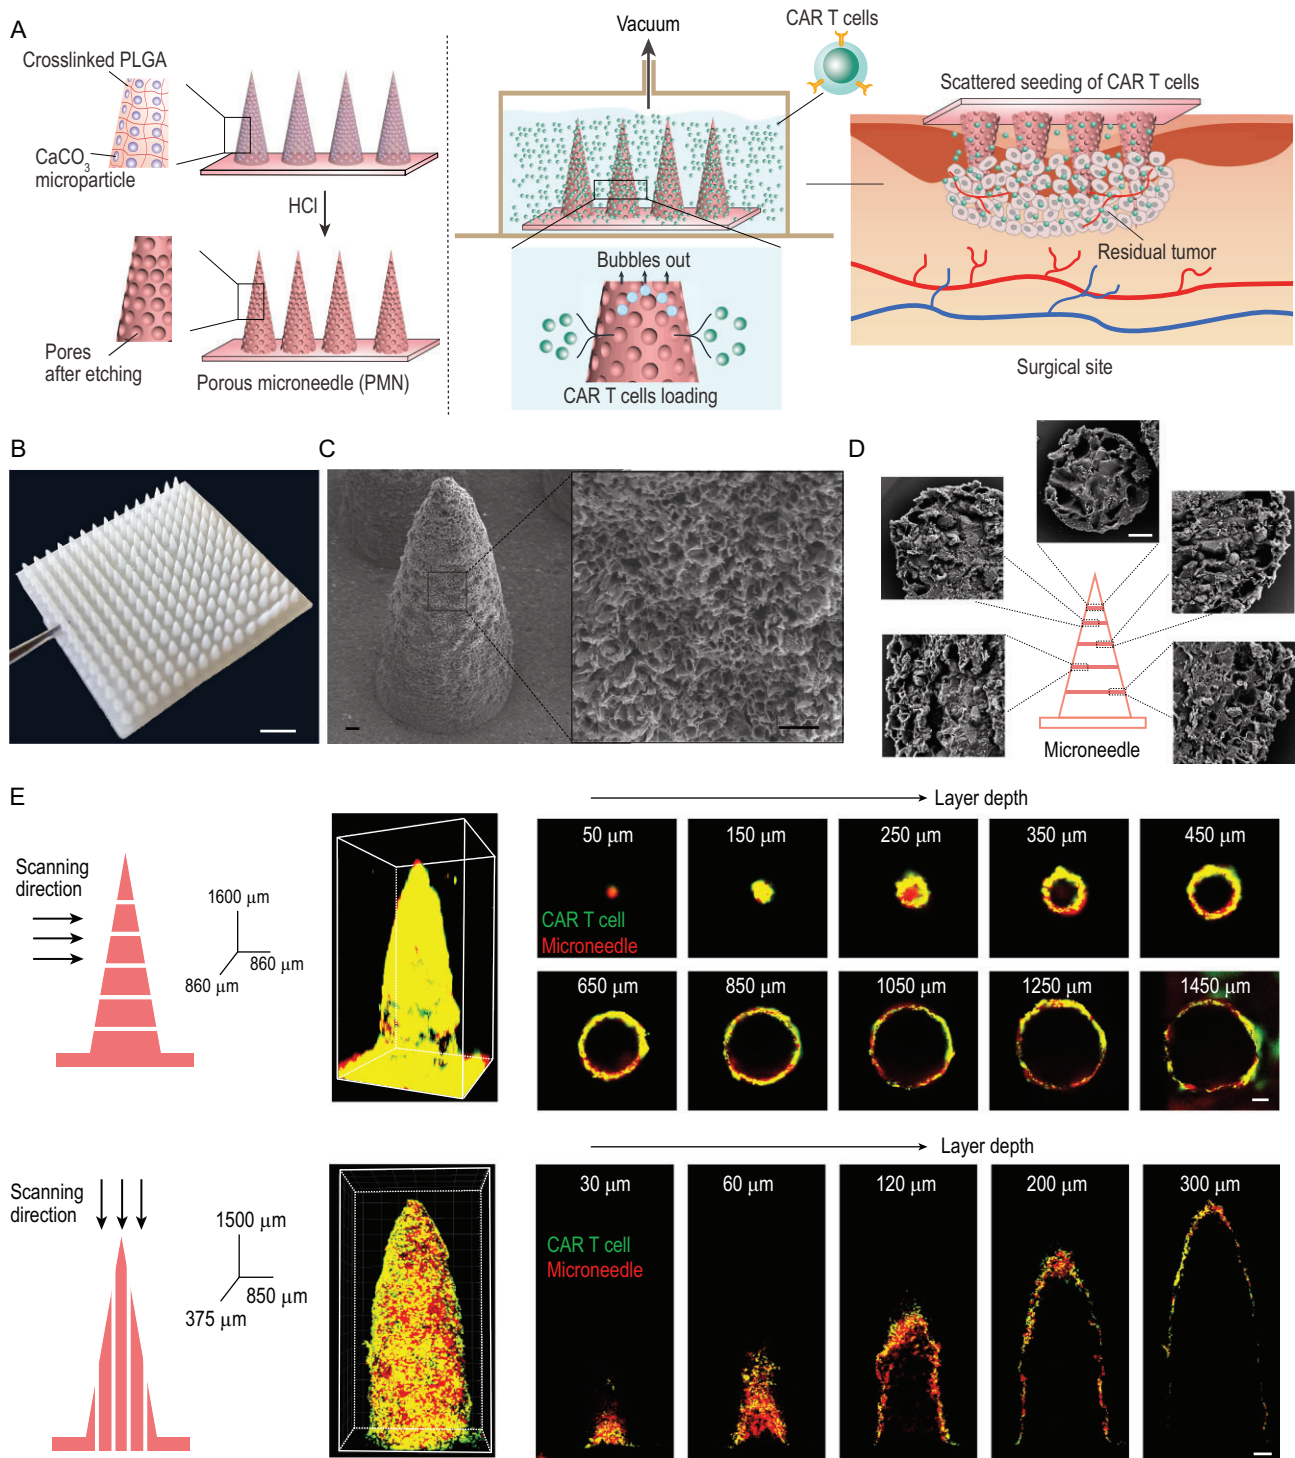 A
Crosslinked PLGA
CaCO3
microparticle
HCl
Pores
after etching
Porous microneedle (PMN)
Vacuum
CAR T cells
Bubbles out
CAR T cells loading
Scattered seeding of CAR T cells
Residual tumor
Surgical site
B
C
D
Microneedle
E
Scanning
direction
1600 μm
860 μm
860 μm
Layer depth
50 μm
150 μm
250 μm
350 μm
450 μm
CAR T cell
Microneedle
650 μm
850 μm
1050 μm
1250 μm
1450 μm
Scanning
direction
1500 μm
850 μm
375 μm
Layer depth
30 μm
60 μm
120 μm
200 μm
300 μm
CAR T cell
Microneedle